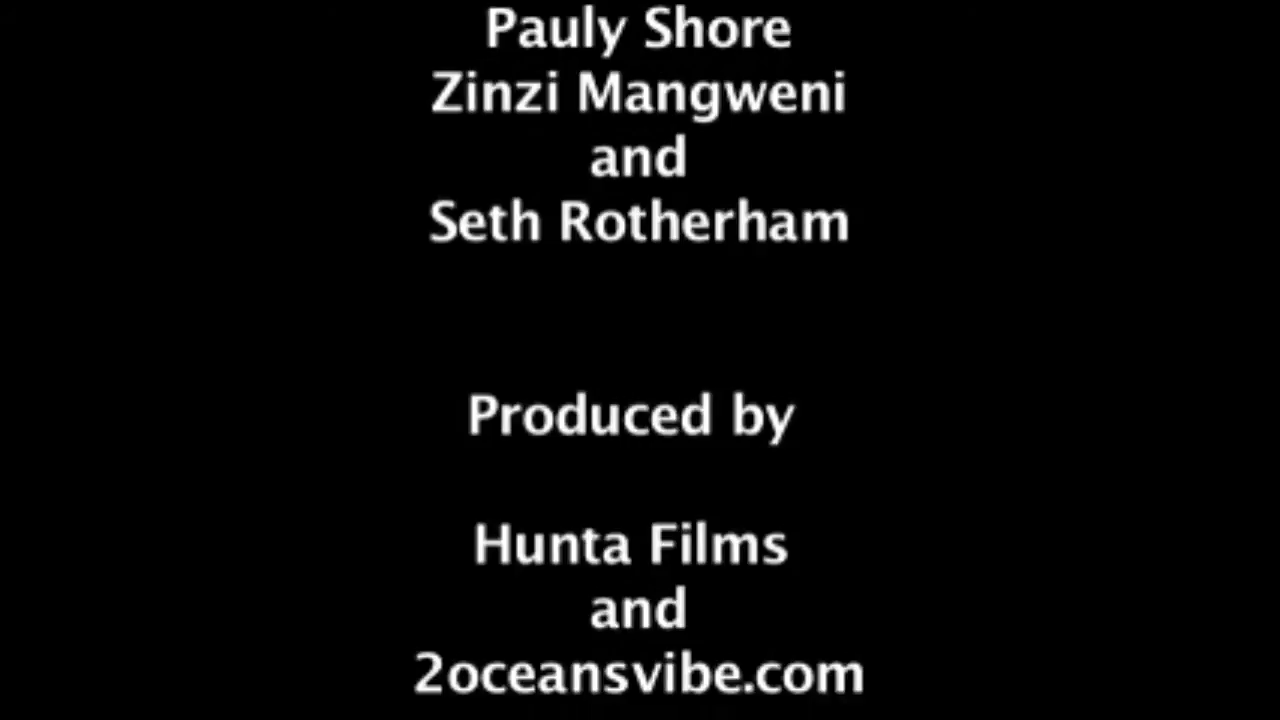 Pauly Shore
Zinzi Mangweni
and
Seth Rotherham
Produced by
Hunta Films
and
2oceansvibe.com